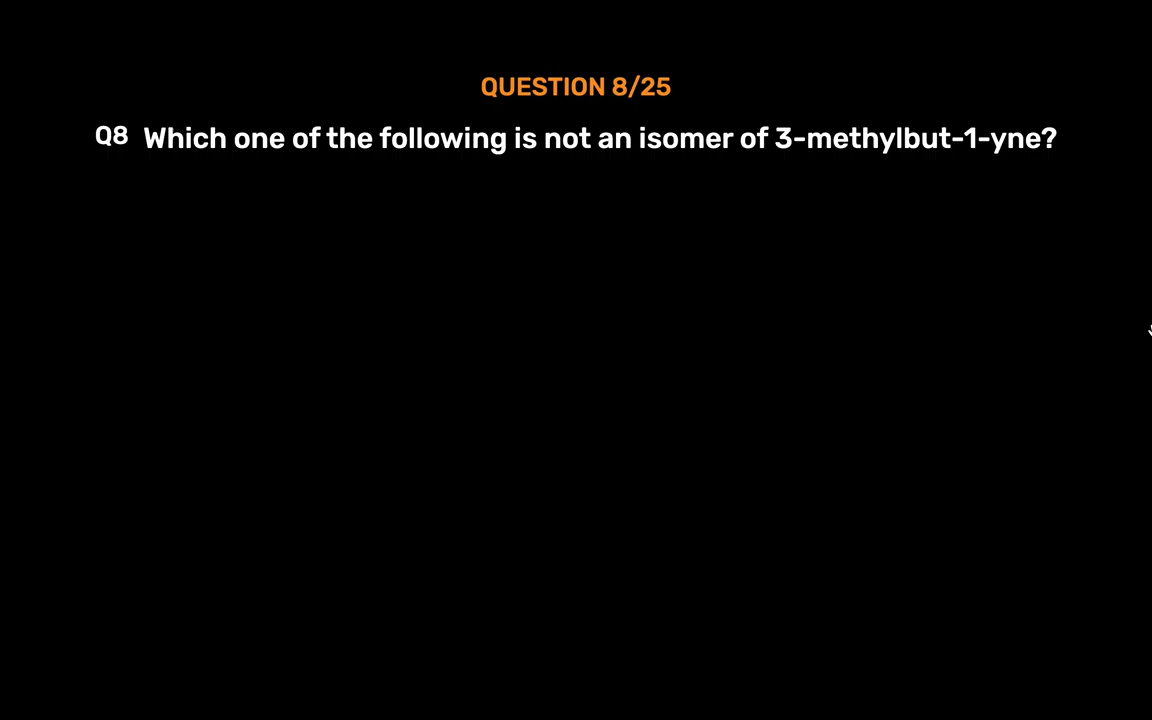 QUESTION 8/25
Q8 Which one of the following is not an isomer of 3-methylbut-1-yne?